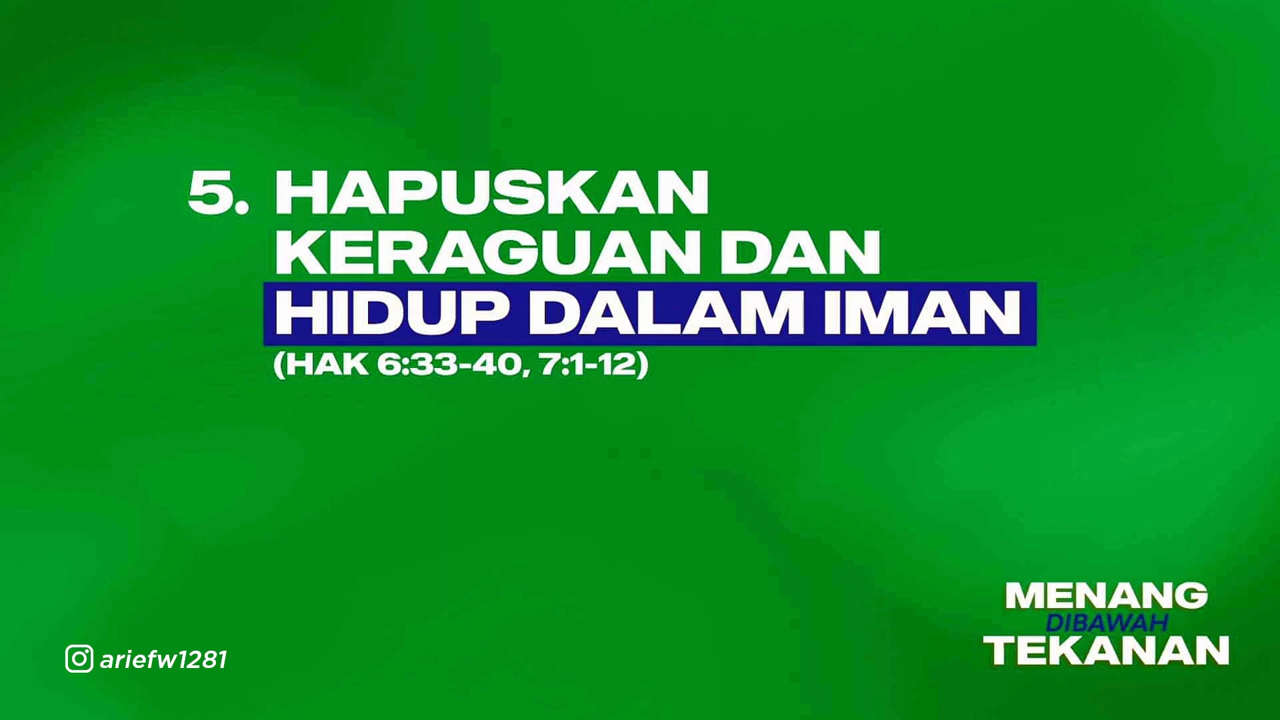 5. HAPUSKAN
KERAGUAN DAN
HIDUP DALAM IMAN
(HAK 6:33-40, 7:1-12)
MENANG
DIBAWAH
TEKANAN
ariefw1281